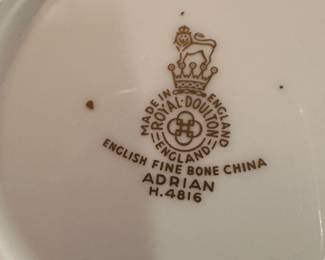 MADE IN ENGLAND
ROYAL·DOULTON
ENGLAND
ENGLISH FINE BONE CHINA
ADRIAN
H.4816